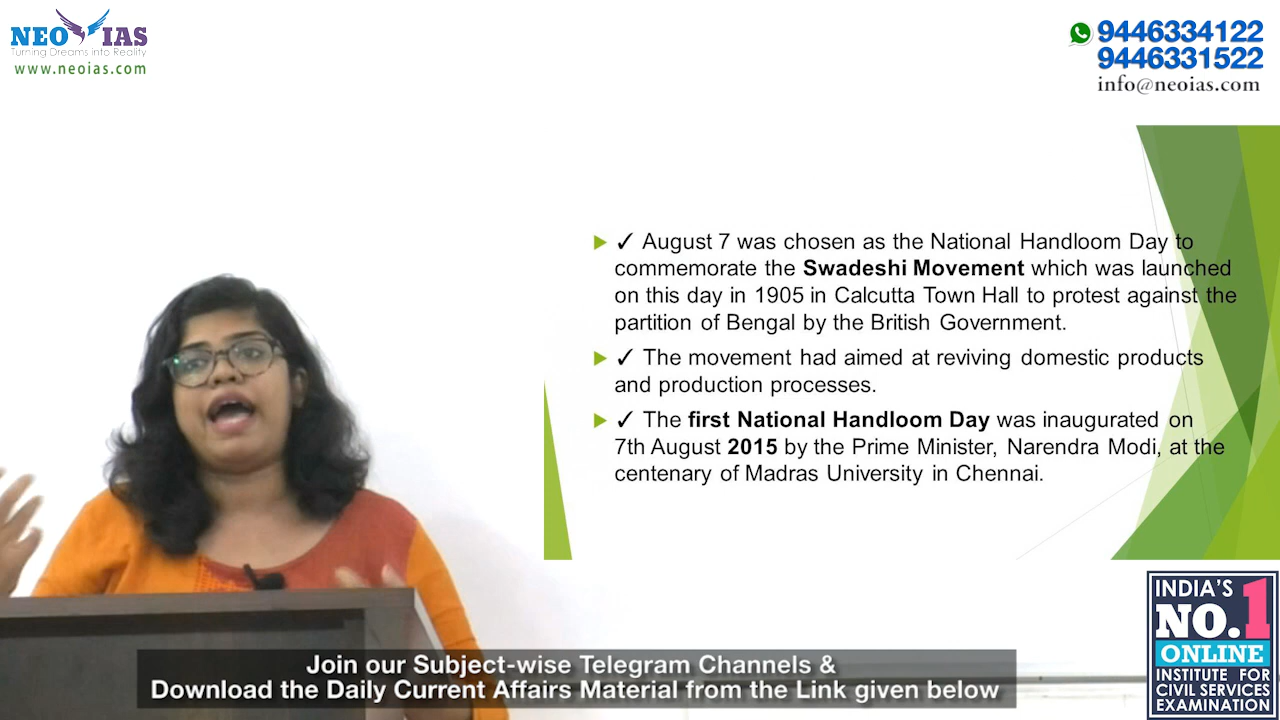 NEO IAS
Turning Dreams into Reality
www.neoias.com
9446334122
9446331522
info@neoias.com
✓ August 7 was chosen as the National Handloom Day to
commemorate the Swadeshi Movement which was launched
on this day in 1905 in Calcutta Town Hall to protest against the
partition of Bengal by the British Government.
✓ The movement had aimed at reviving domestic products
and production processes.
✓ The first National Handloom Day was inaugurated on
7th August 2015 by the Prime Minister, Narendra Modi, at the
centenary of Madras University in Chennai.
INDIA'S
NO.1
ONLINE
INSTITUTE FOR
CIVIL SERVICES
EXAMINATION
Join our Subject-wise Telegram Channels &
Download the Daily Current Affairs Material from the Link given below